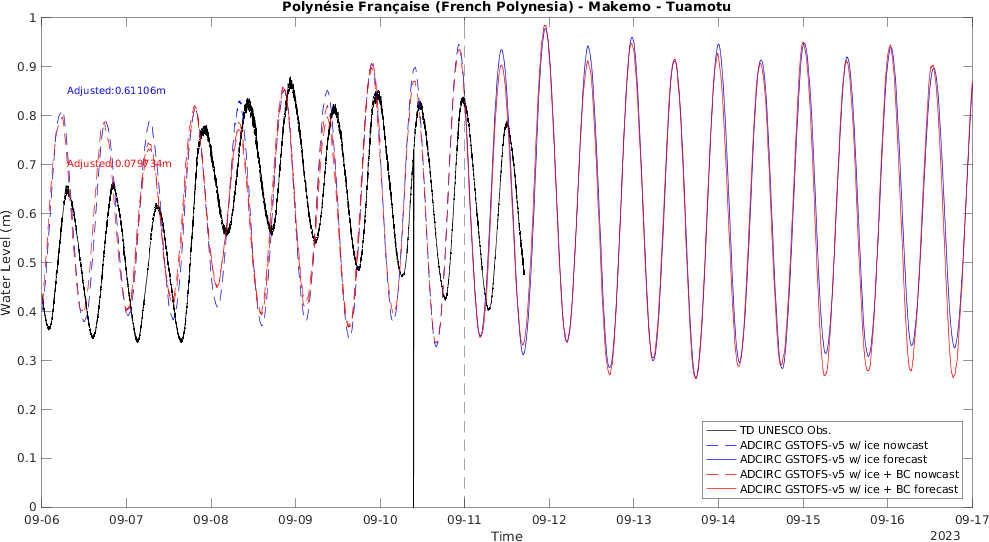 Polynésie Française (French Polynesia) - Makemo - Tuamotu
1
0.9
0.8
0.7
0.6
0.5
0.4
0.3
0.2
0.1
0
Water Level (m)
Adjusted:0.61106m
Adjusted:0.079734m
TD UNESCO Obs.
ADCIRC GSTOFS-v5 w/ ice nowcast
ADCIRC GSTOFS-v5 w/ ice forecast
ADCIRC GSTOFS-v5 w/ ice + BC nowcast
ADCIRC GSTOFS-v5 w/ ice + BC forecast
09-06 09-07 09-08 09-09 09-10 09-11 09-12 09-13 09-14 09-15 09-16 09-17
Time
2023